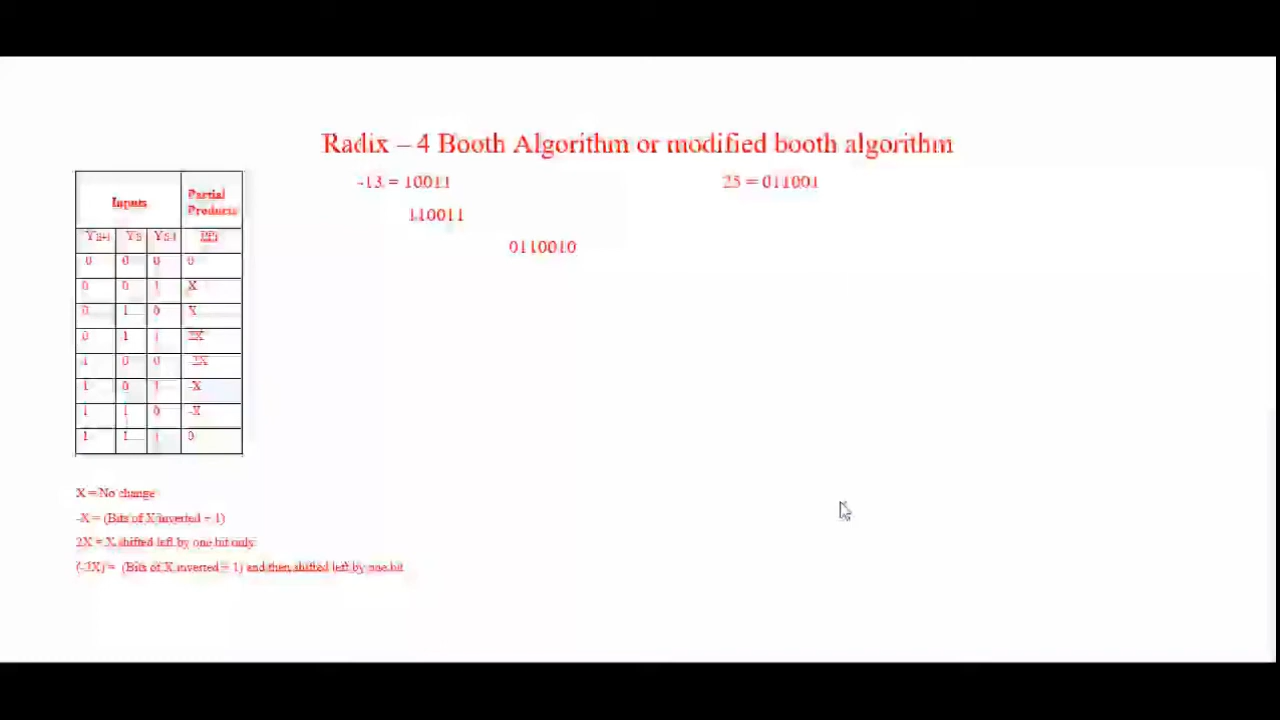 Radix – 4 Booth Algorithm or modified booth algorithm
-13 = 10011
25 = 011001
110011
0110010
Inputs Partial Products
Yi+1 Yi Yi-1 PPi
0 0 0 0
0 0 1 X
0 1 0 X
0 1 1 2X
1 0 0 -2X
1 0 1 -X
1 1 0 -X
1 1 1 0
X = No change
-X = (Bits of X inverted + 1)
2X = X shifted left by one bit only
(-2X) = (Bits of X inverted + 1) and then shifted left by one bit